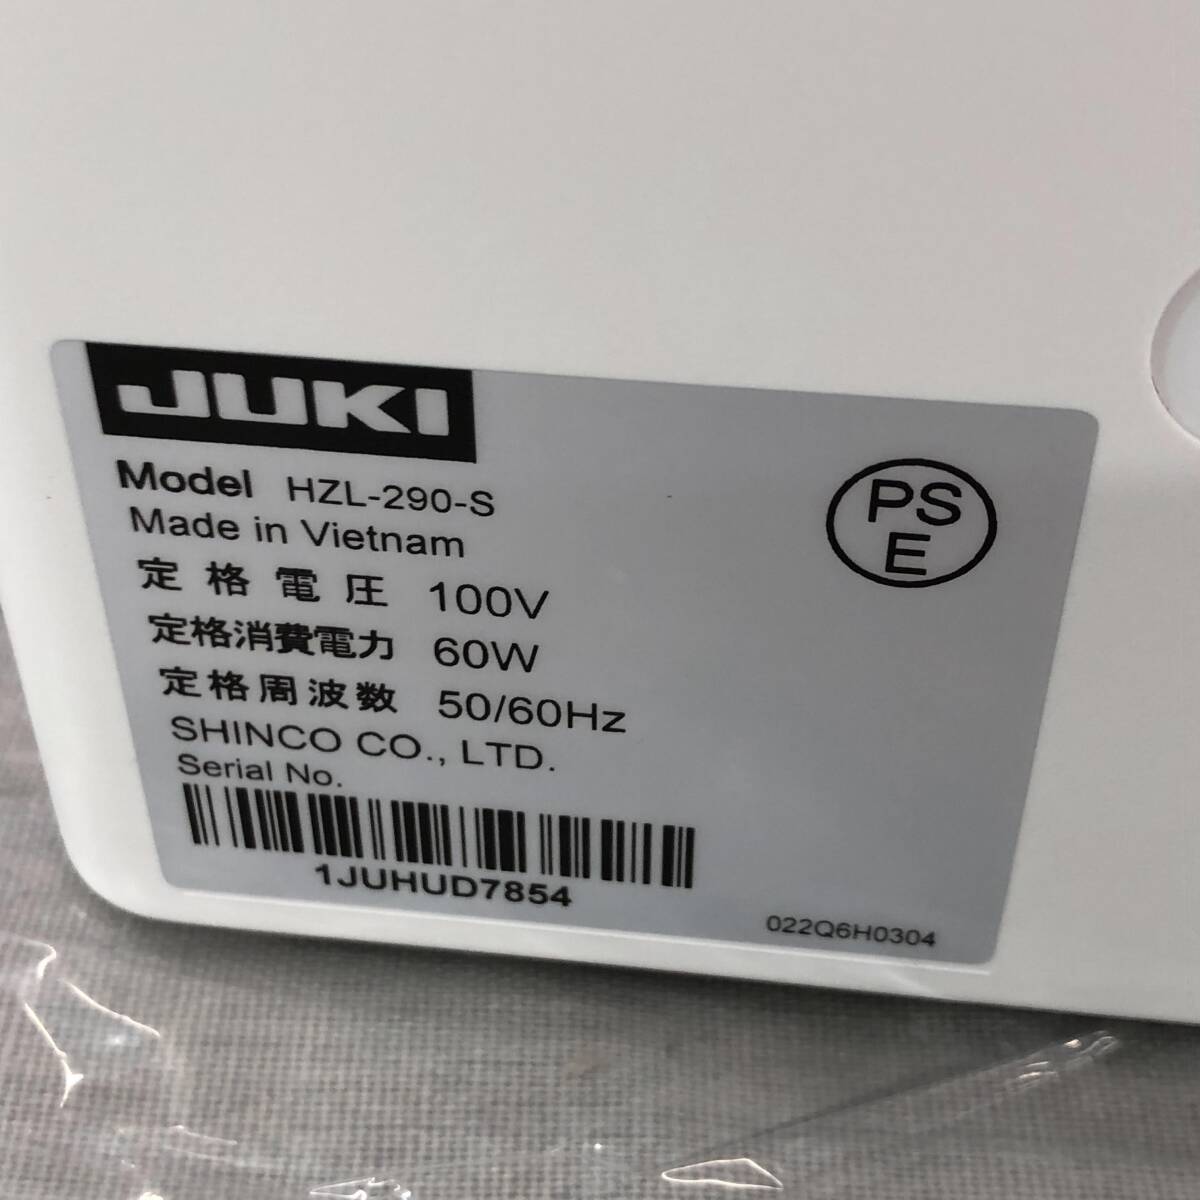 JUKI
Model HZL-290-S
Made in Vietnam
PS
E
定格電圧 100V
定格消費電力 60W
定格周波数 50/60Hz
SHINCO CO., LTD.
Serial No.
1JUHUD7854
022Q6H0304